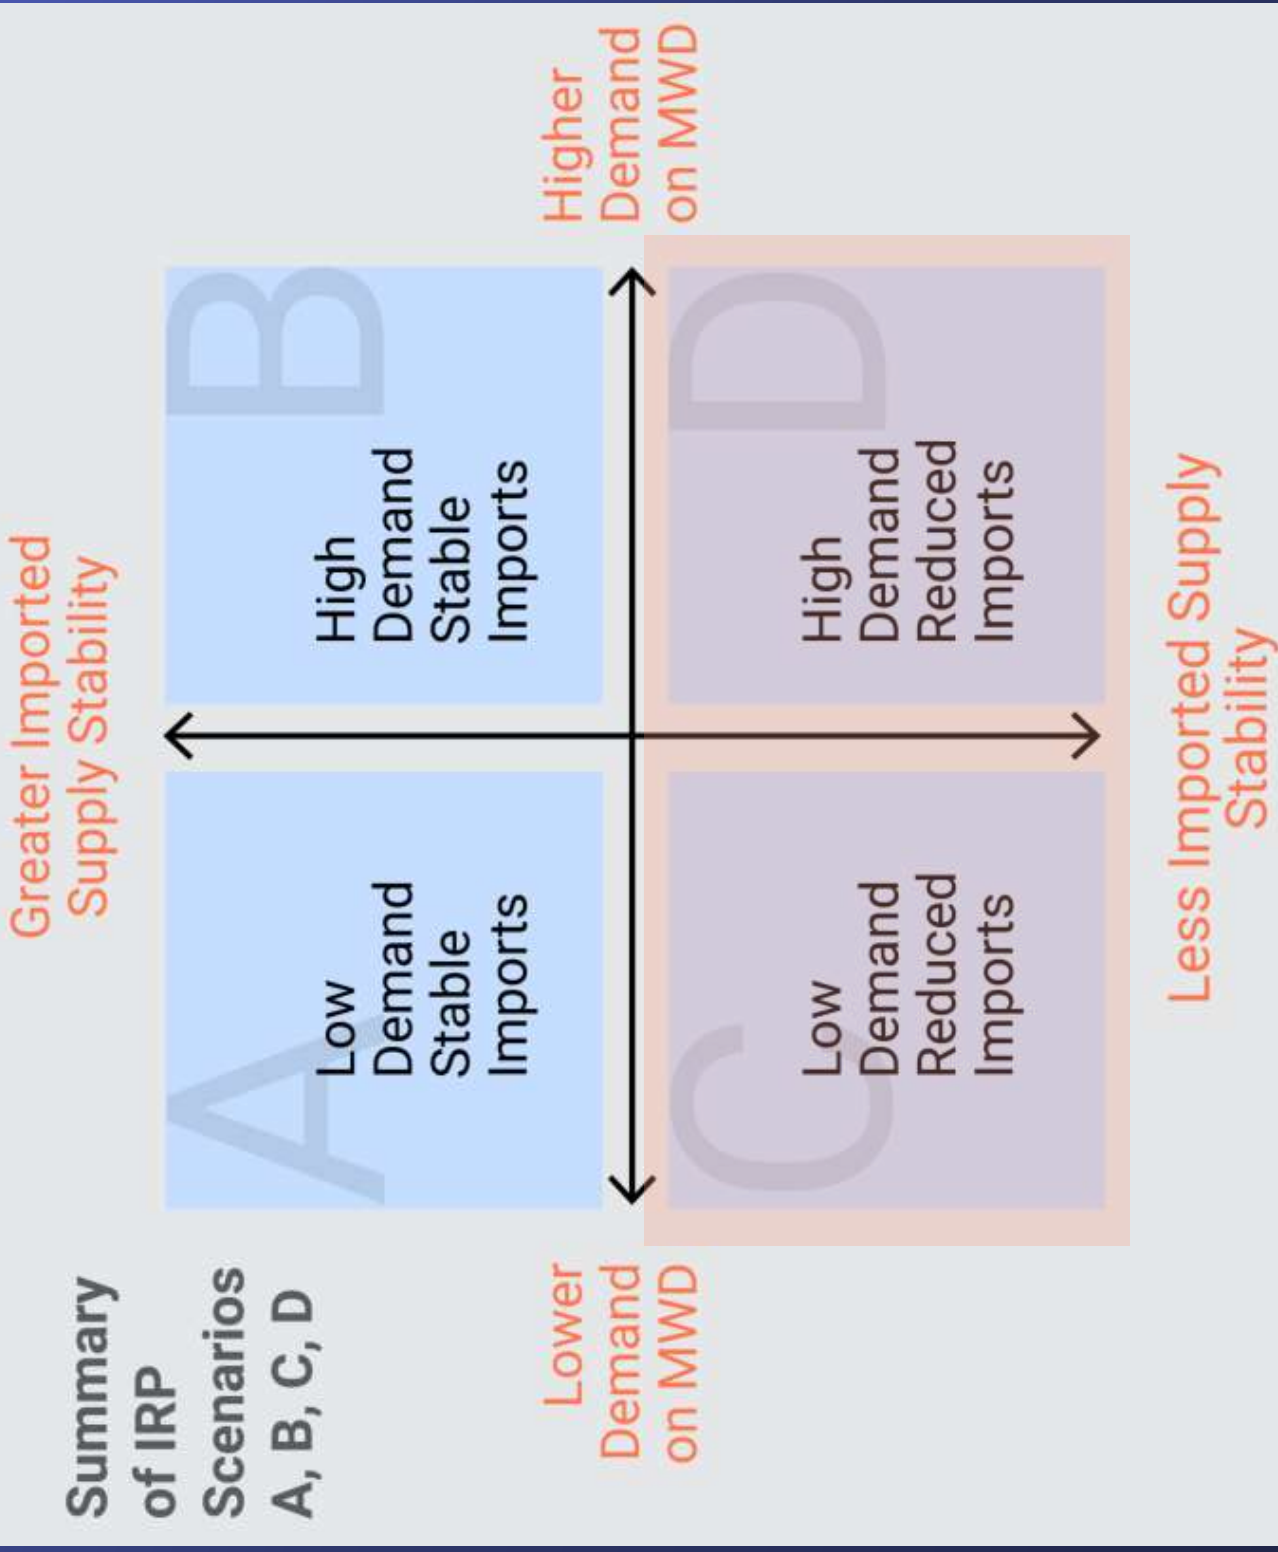 Summary
of IRP
Scenarios
A, B, C, D
Greater Imported
Supply Stability
A
Low
Demand
Stable
Imports
B
High
Demand
Stable
Imports
Lower
Demand
on MWD
Higher
Demand
on MWD
C
Low
Demand
Reduced
Imports
D
High
Demand
Reduced
Imports
Less Imported Supply
Stability